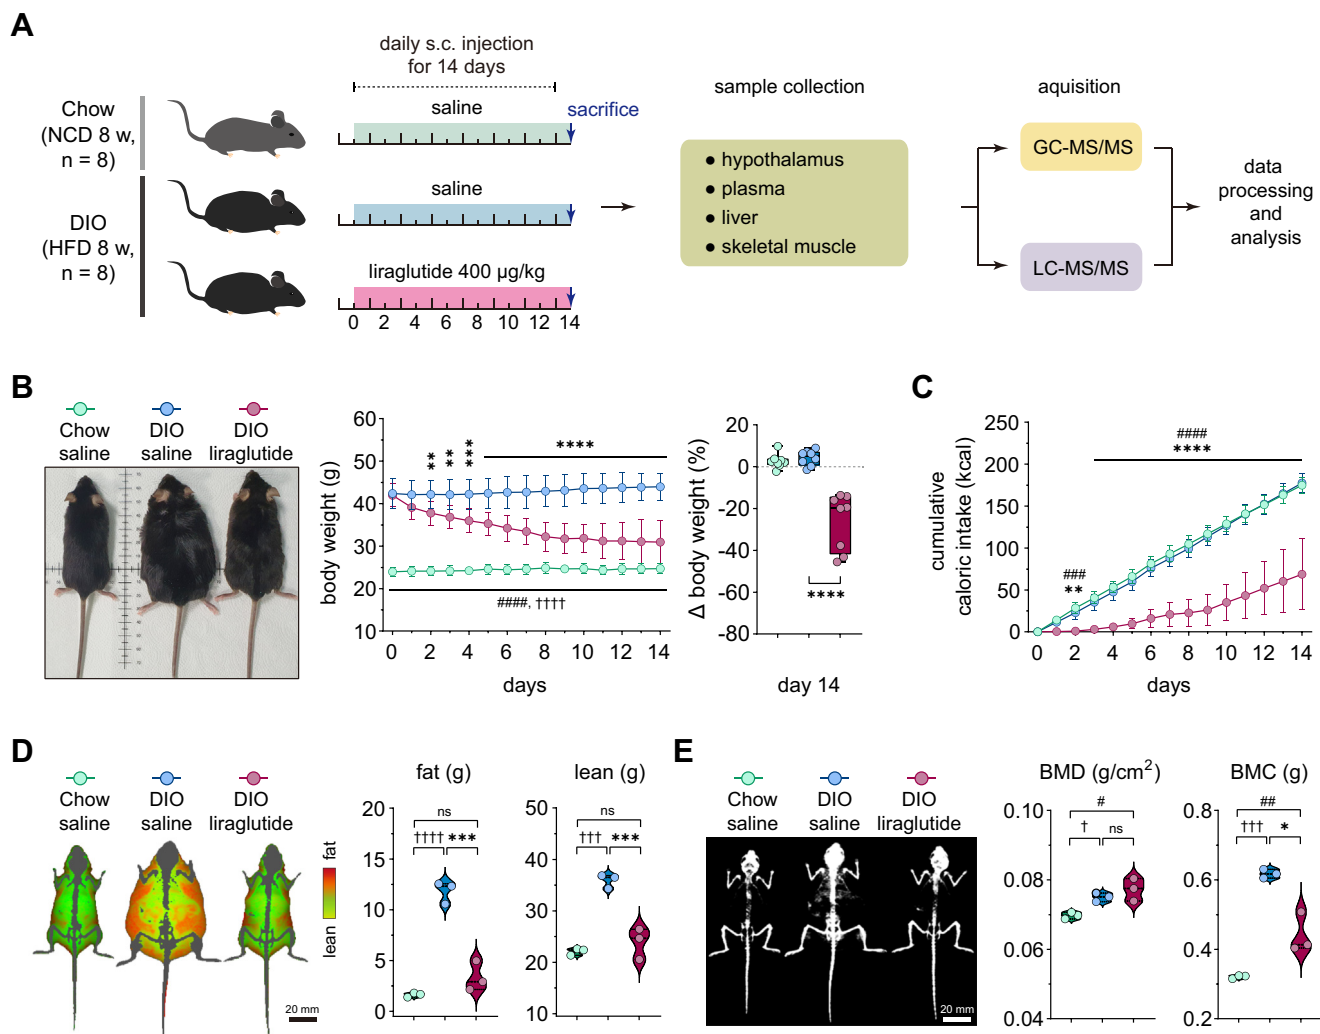 A
Chow
(NCD 8 w,
n = 8)
DIO
(HFD 8 w,
n = 8)
daily s.c. injection
for 14 days
saline
sacrifice
saline
liraglutide 400 µg/kg
0 2 4 6 8 10 12 14
sample collection
● hypothalamus
● plasma
● liver
● skeletal muscle
aquisition
GC-MS/MS
LC-MS/MS
data
processing
and
analysis
B
Chow
saline
DIO
saline
DIO
liraglutide
body weight (g)
60
50
40
30
20
10
** ** *** ****
####, ††††
0 2 4 6 8 10 12 14
days
Δ body weight (%)
20
0
-20
-40
-60
-80
****
day 14
C
cumulative
caloric intake (kcal)
250
200
150
100
50
0
###
**
####
****
0 2 4 6 8 10 12 14
days
D
Chow
saline
DIO
saline
DIO
liraglutide
fat
lean
20 mm
fat (g)
20
15
10
5
0
ns
†††† ***
lean (g)
50
40
30
20
10
ns
††† ***
E
Chow
saline
DIO
saline
DIO
liraglutide
20 mm
BMD (g/cm²)
0.10
0.08
0.06
0.04
#
† ns
BMC (g)
0.8
0.6
0.4
0.2
##
††† *